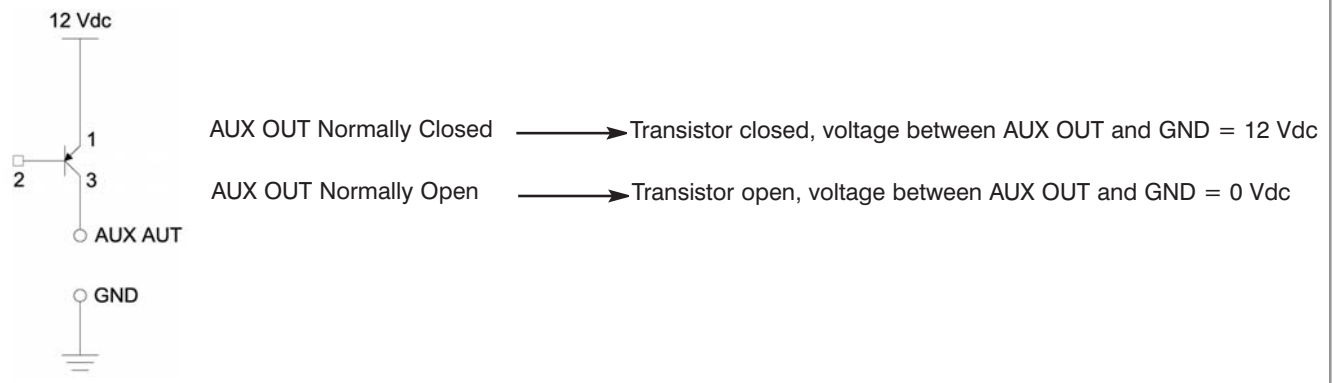 12 Vdc
1
2
3
AUX AUT
GND
AUX OUT Normally Closed Transistor closed, voltage between AUX OUT and GND = 12 Vdc
AUX OUT Normally Open Transistor open, voltage between AUX OUT and GND = 0 Vdc